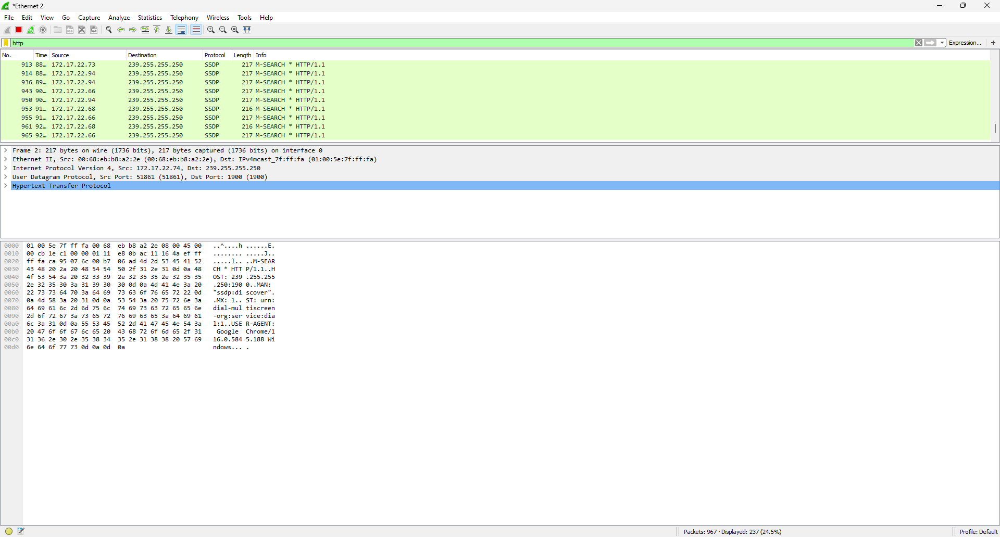 *Ethernet 2
File Edit View Go Capture Analyze Statistics Telephony Wireless Tools Help
http Expression... +
No. Time Source Destination Protocol Length Info
913 88… 172.17.22.73 239.255.255.250 SSDP 217 M-SEARCH * HTTP/1.1
914 88… 172.17.22.94 239.255.255.250 SSDP 217 M-SEARCH * HTTP/1.1
936 89… 172.17.22.94 239.255.255.250 SSDP 217 M-SEARCH * HTTP/1.1
943 90… 172.17.22.66 239.255.255.250 SSDP 217 M-SEARCH * HTTP/1.1
950 90… 172.17.22.94 239.255.255.250 SSDP 217 M-SEARCH * HTTP/1.1
953 91… 172.17.22.68 239.255.255.250 SSDP 216 M-SEARCH * HTTP/1.1
955 91… 172.17.22.66 239.255.255.250 SSDP 217 M-SEARCH * HTTP/1.1
961 92… 172.17.22.68 239.255.255.250 SSDP 216 M-SEARCH * HTTP/1.1
965 92… 172.17.22.66 239.255.255.250 SSDP 217 M-SEARCH * HTTP/1.1
Frame 2: 217 bytes on wire (1736 bits), 217 bytes captured (1736 bits) on interface 0
Ethernet II, Src: 00:68:eb:b8:a2:2e (00:68:eb:b8:a2:2e), Dst: IPv4mcast_7f:ff:fa (01:00:5e:7f:ff:fa)
Internet Protocol Version 4, Src: 172.17.22.74, Dst: 239.255.255.250
User Datagram Protocol, Src Port: 51861 (51861), Dst Port: 1900 (1900)
Hypertext Transfer Protocol
0000 01 00 5e 7f ff fa 00 68 eb b8 a2 2e 08 00 45 00 ..^....h ......E.
0010 00 cb 1e c1 00 00 01 11 e8 0b ac 11 16 4a ef ff ........ .....J..
0020 ff fa ca 95 07 6c 00 b7 06 ad 4d 2d 53 45 41 52 .....l.. ..M-SEAR
0030 43 48 20 2a 20 48 54 54 50 2f 31 2e 31 0d 0a 48 CH * HTT P/1.1..H
0040 4f 53 54 3a 20 32 33 39 2e 32 35 35 2e 32 35 35 OST: 239 .255.255
0050 2e 32 35 30 3a 31 39 30 30 0d 0a 4d 41 4e 3a 20 .250:190 0..MAN:
0060 22 73 73 64 70 3a 64 69 73 63 6f 76 65 72 22 0d "ssdp:di scover".
0070 0a 4d 58 3a 20 31 0d 0a 53 54 3a 20 75 72 6e 3a .MX: 1.. ST: urn:
0080 64 69 61 6c 2d 6d 75 6c 74 69 73 63 72 65 65 6e dial-mul tiscreen
0090 2d 6f 72 67 3a 73 65 72 76 69 63 65 3a 64 69 61 -org:ser vice:dia
00a0 6c 3a 31 0d 0a 55 53 45 52 2d 41 47 45 4e 54 3a l:1..USE R-AGENT:
00b0 20 47 6f 6f 67 6c 65 20 43 68 72 6f 6d 65 2f 31 Google Chrome/1
00c0 31 36 2e 30 2e 35 38 34 35 2e 31 38 38 20 57 69 16.0.584 5.188 Wi
00d0 6e 64 6f 77 73 0d 0a 0d 0a ndows... .
Packets: 967 · Displayed: 237 (24.5%) Profile: Default